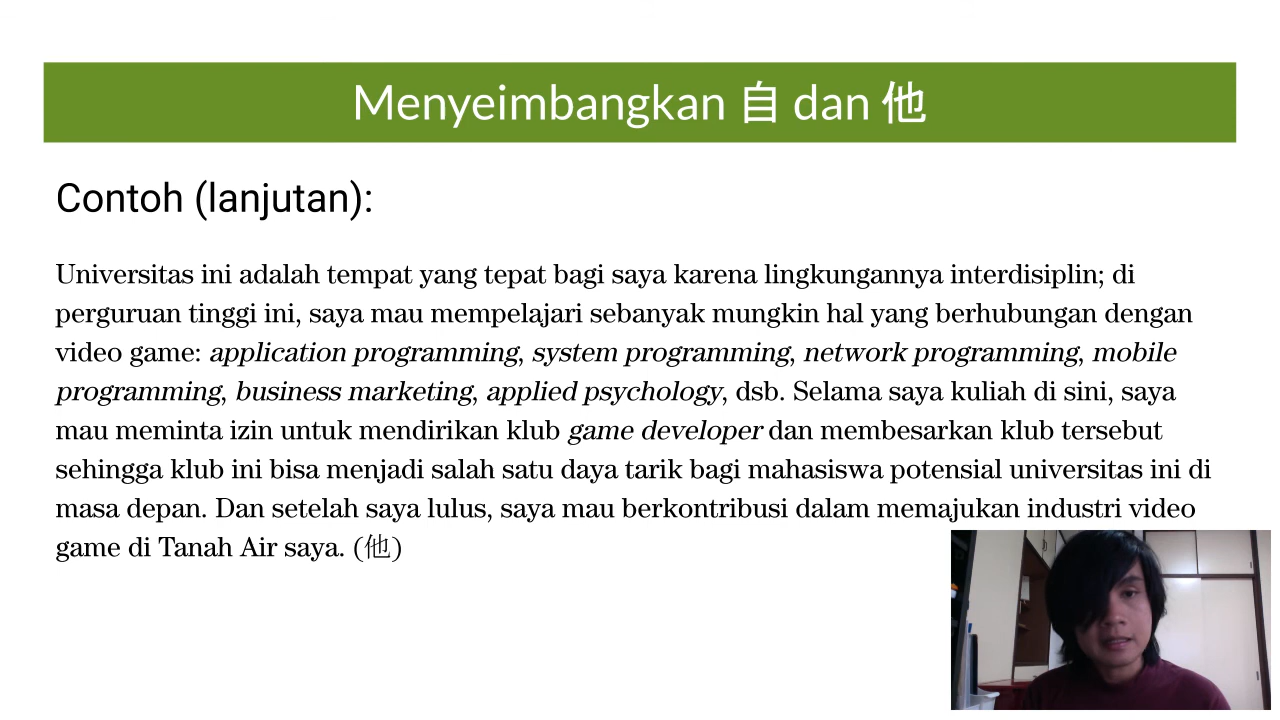 Menyeimbangkan 自 dan 他
Contoh (lanjutan):
Universitas ini adalah tempat yang tepat bagi saya karena lingkungannya interdisiplin; di
perguruan tinggi ini, saya mau mempelajari sebanyak mungkin hal yang berhubungan dengan
video game: application programming, system programming, network programming, mobile
programming, business marketing, applied psychology, dsb. Selama saya kuliah di sini, saya
mau meminta izin untuk mendirikan klub game developer dan membesarkan klub tersebut
sehingga klub ini bisa menjadi salah satu daya tarik bagi mahasiswa potensial universitas ini di
masa depan. Dan setelah saya lulus, saya mau berkontribusi dalam memajukan industri video
game di Tanah Air saya. (他)